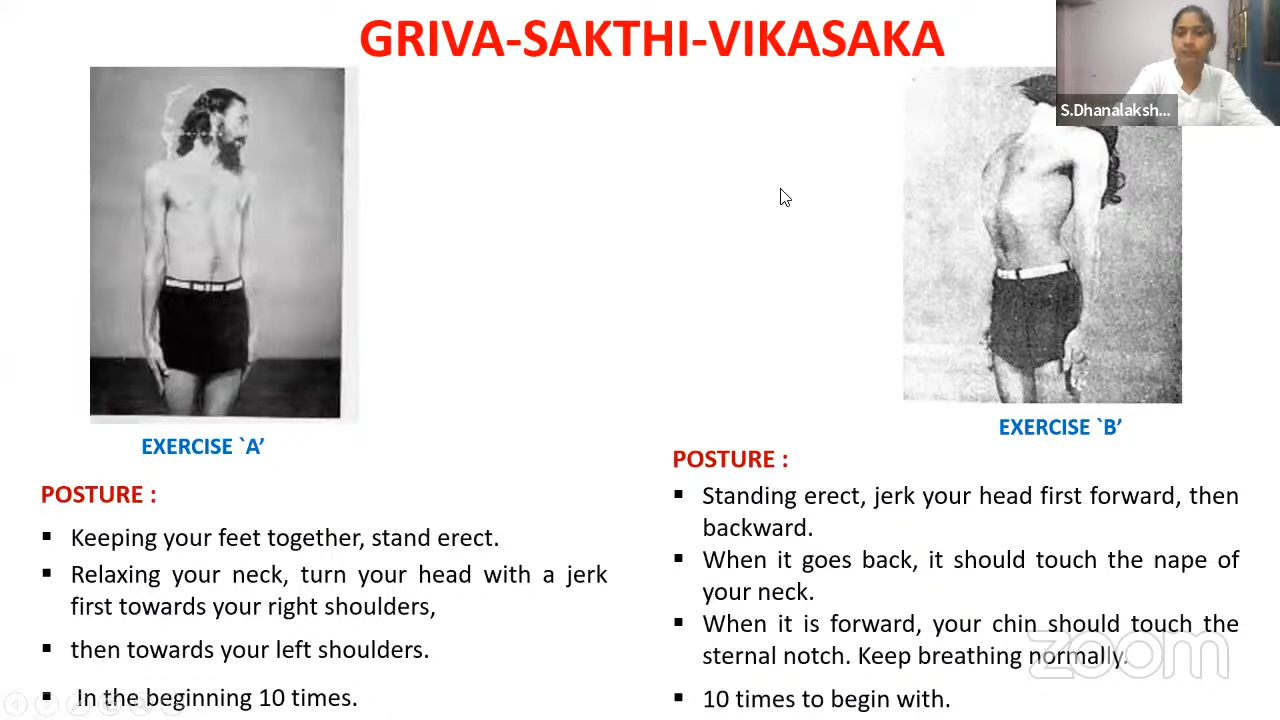 GRIVA-SAKTHI-VIKASAKA
S.Dhanalaksh...
EXERCISE `A’
POSTURE :
▪ Keeping your feet together, stand erect.
▪ Relaxing your neck, turn your head with a jerk
first towards your right shoulders,
▪ then towards your left shoulders.
▪ In the beginning 10 times.
EXERCISE `B’
POSTURE :
▪ Standing erect, jerk your head first forward, then
backward.
▪ When it goes back, it should touch the nape of
your neck.
▪ When it is forward, your chin should touch the
sternal notch. Keep breathing normally.
▪ 10 times to begin with.
zoom